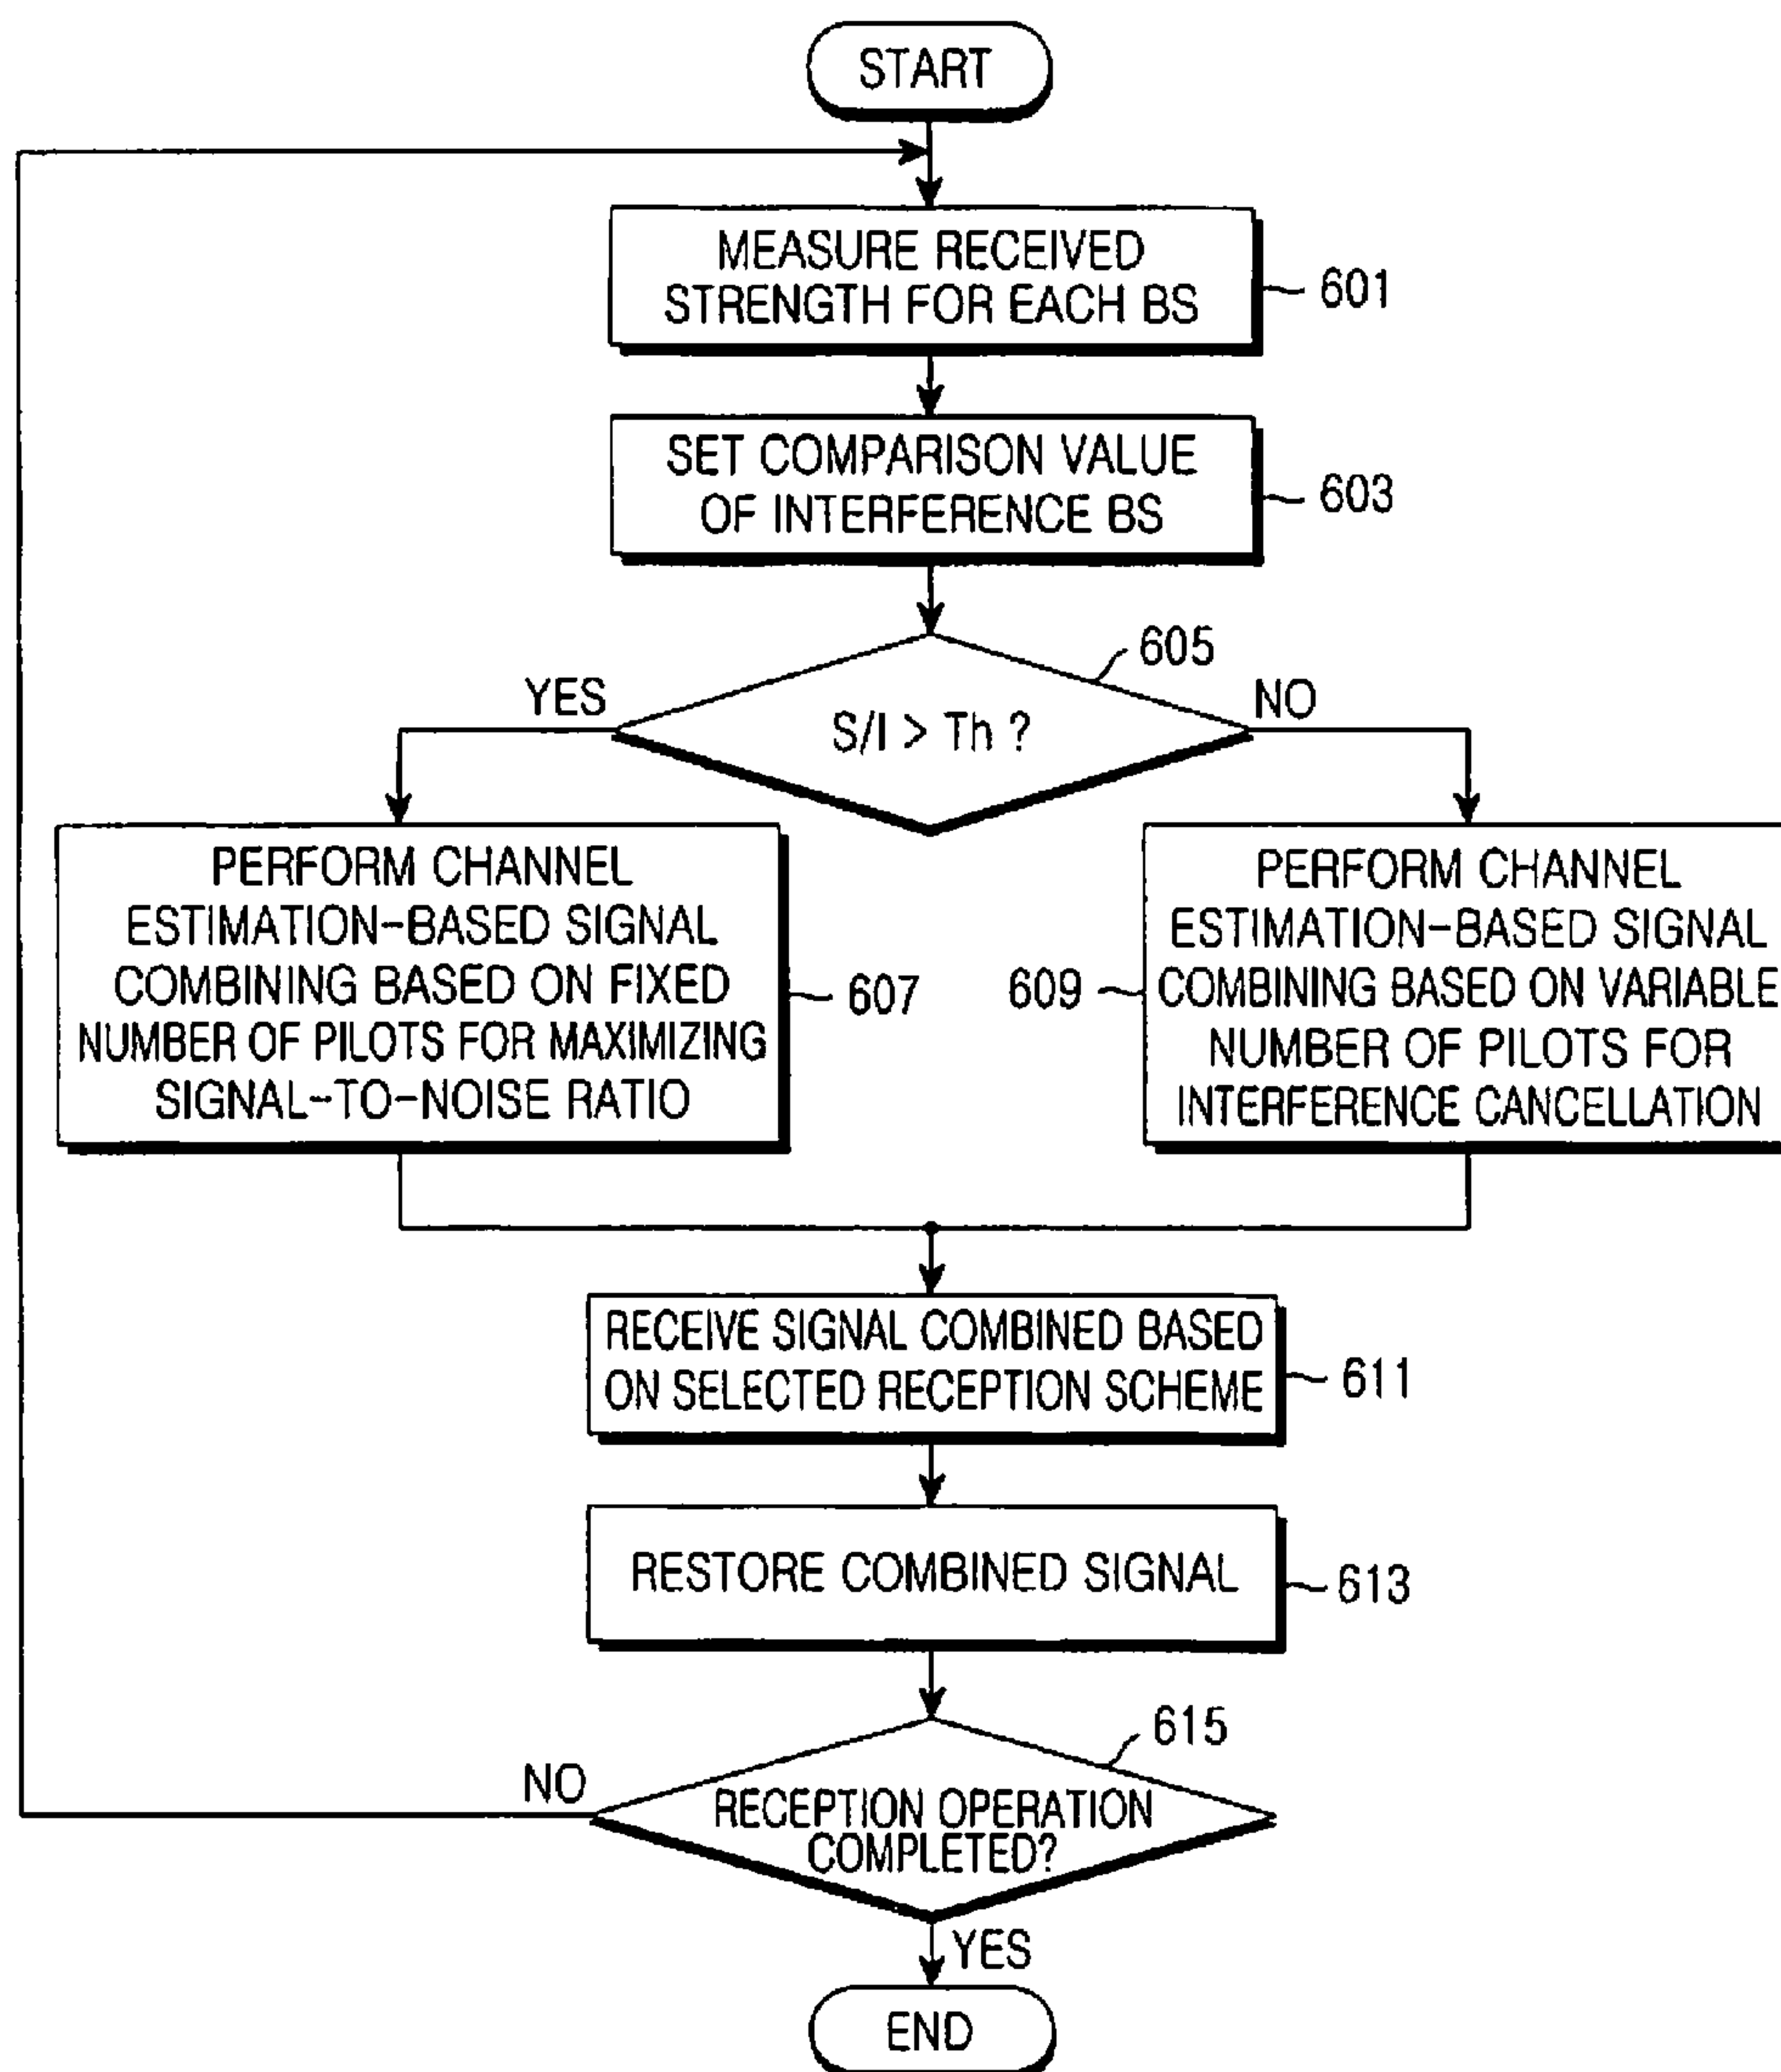 START
MEASURE RECEIVED
STRENGTH FOR EACH BS
601
SET COMPARISON VALUE
OF INTERFERENCE BS
603
605
YES
S/I > Th ?
NO
PERFORM CHANNEL
ESTIMATION-BASED SIGNAL
COMBINING BASED ON FIXED
NUMBER OF PILOTS FOR MAXIMIZING
SIGNAL-TO-NOISE RATIO
607
609
PERFORM CHANNEL
ESTIMATION-BASED SIGNAL
COMBINING BASED ON VARIABLE
NUMBER OF PILOTS FOR
INTERFERENCE CANCELLATION
RECEIVE SIGNAL COMBINED BASED
ON SELECTED RECEPTION SCHEME
611
RESTORE COMBINED SIGNAL
613
615
NO
RECEPTION OPERATION
COMPLETED?
YES
END